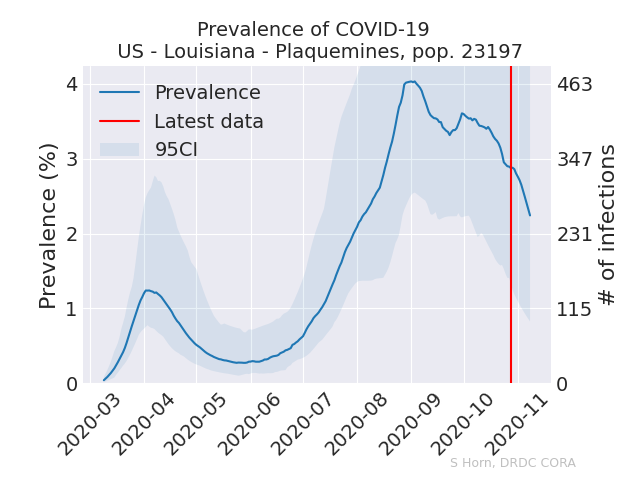 Prevalence of COVID-19
US - Louisiana - Plaquemines, pop. 23197
Prevalence (%)
4
3
2
1
0
Prevalence
Latest data
95CI
463
347
231
115
0
# of infections
2020-03
2020-04
2020-05
2020-06
2020-07
2020-08
2020-09
2020-10
2020-11
S Horn, DRDC CORA